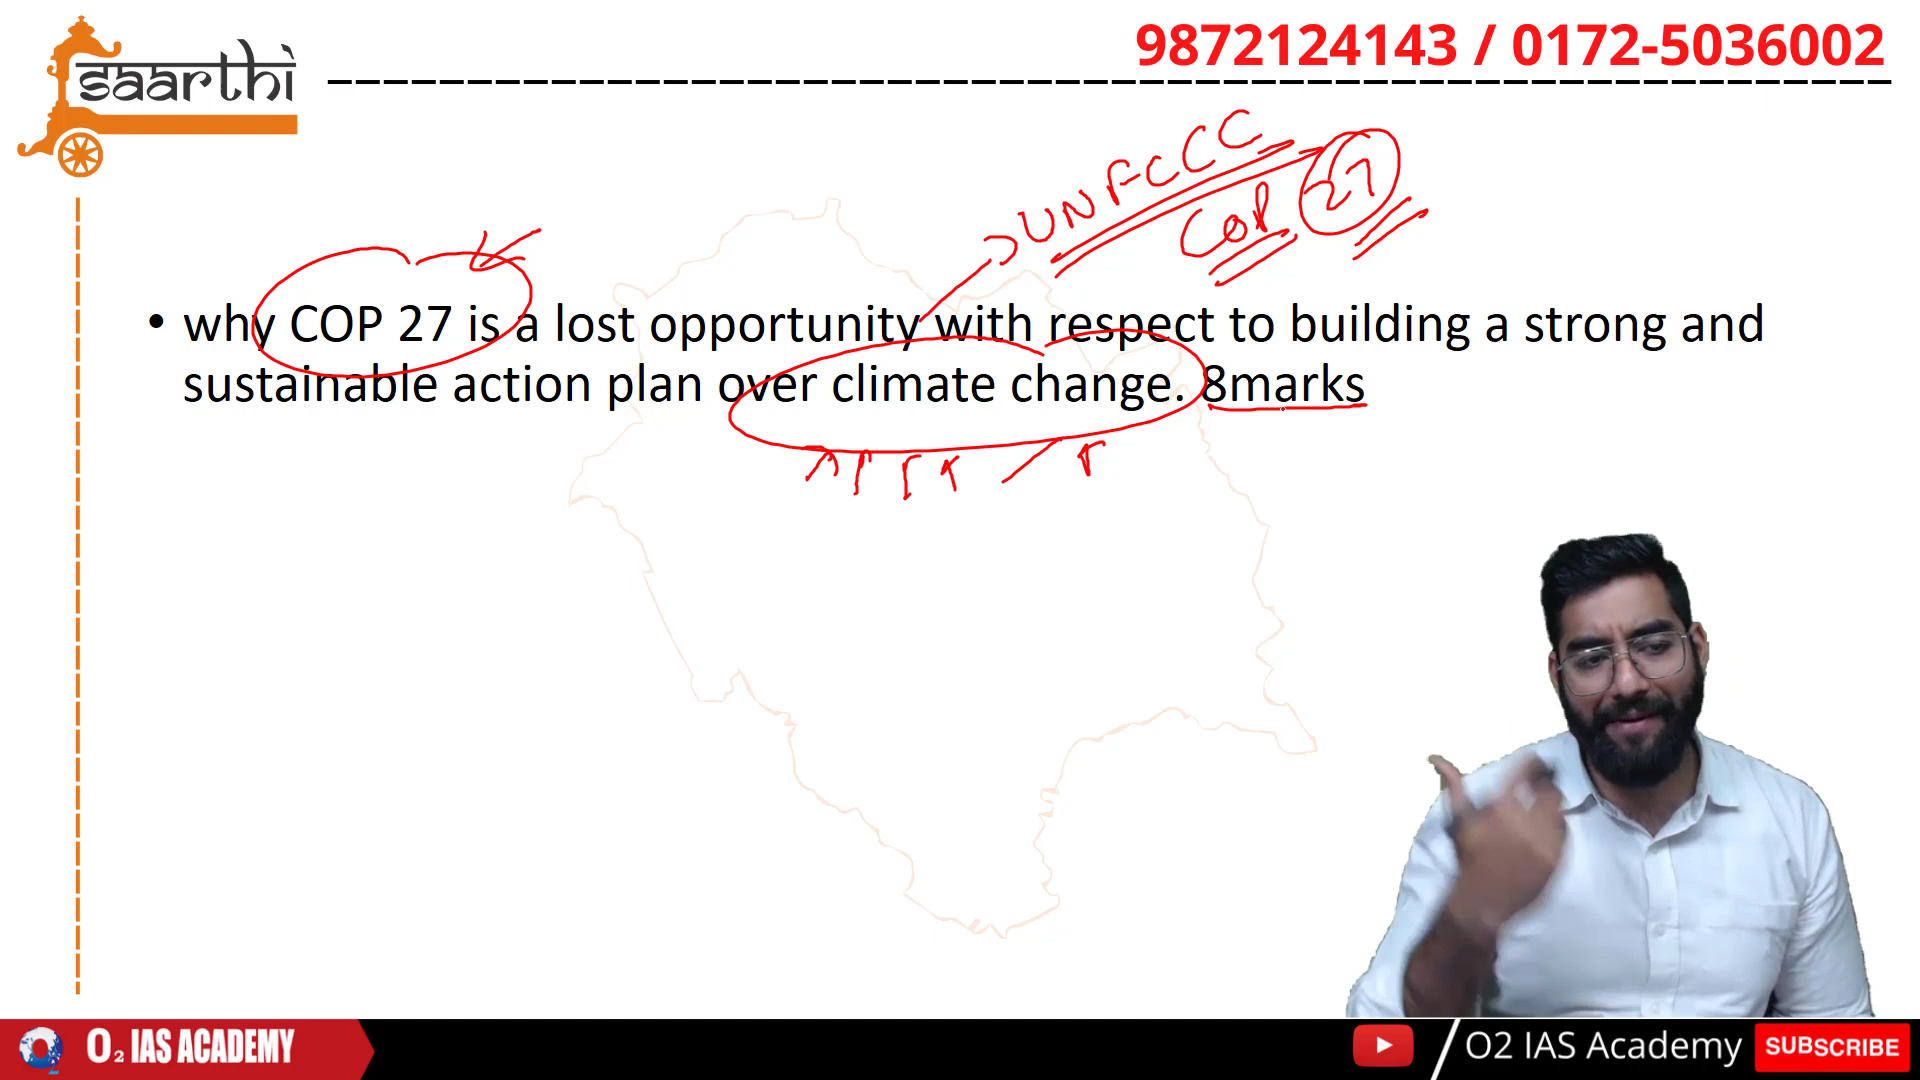 saarthi
9872124143 / 0172-5036002
UNFCCC
COP 27
• why COP 27 is a lost opportunity with respect to building a strong and
sustainable action plan over climate change. 8marks
O2 IAS ACADEMY
O2 IAS Academy
SUBSCRIBE